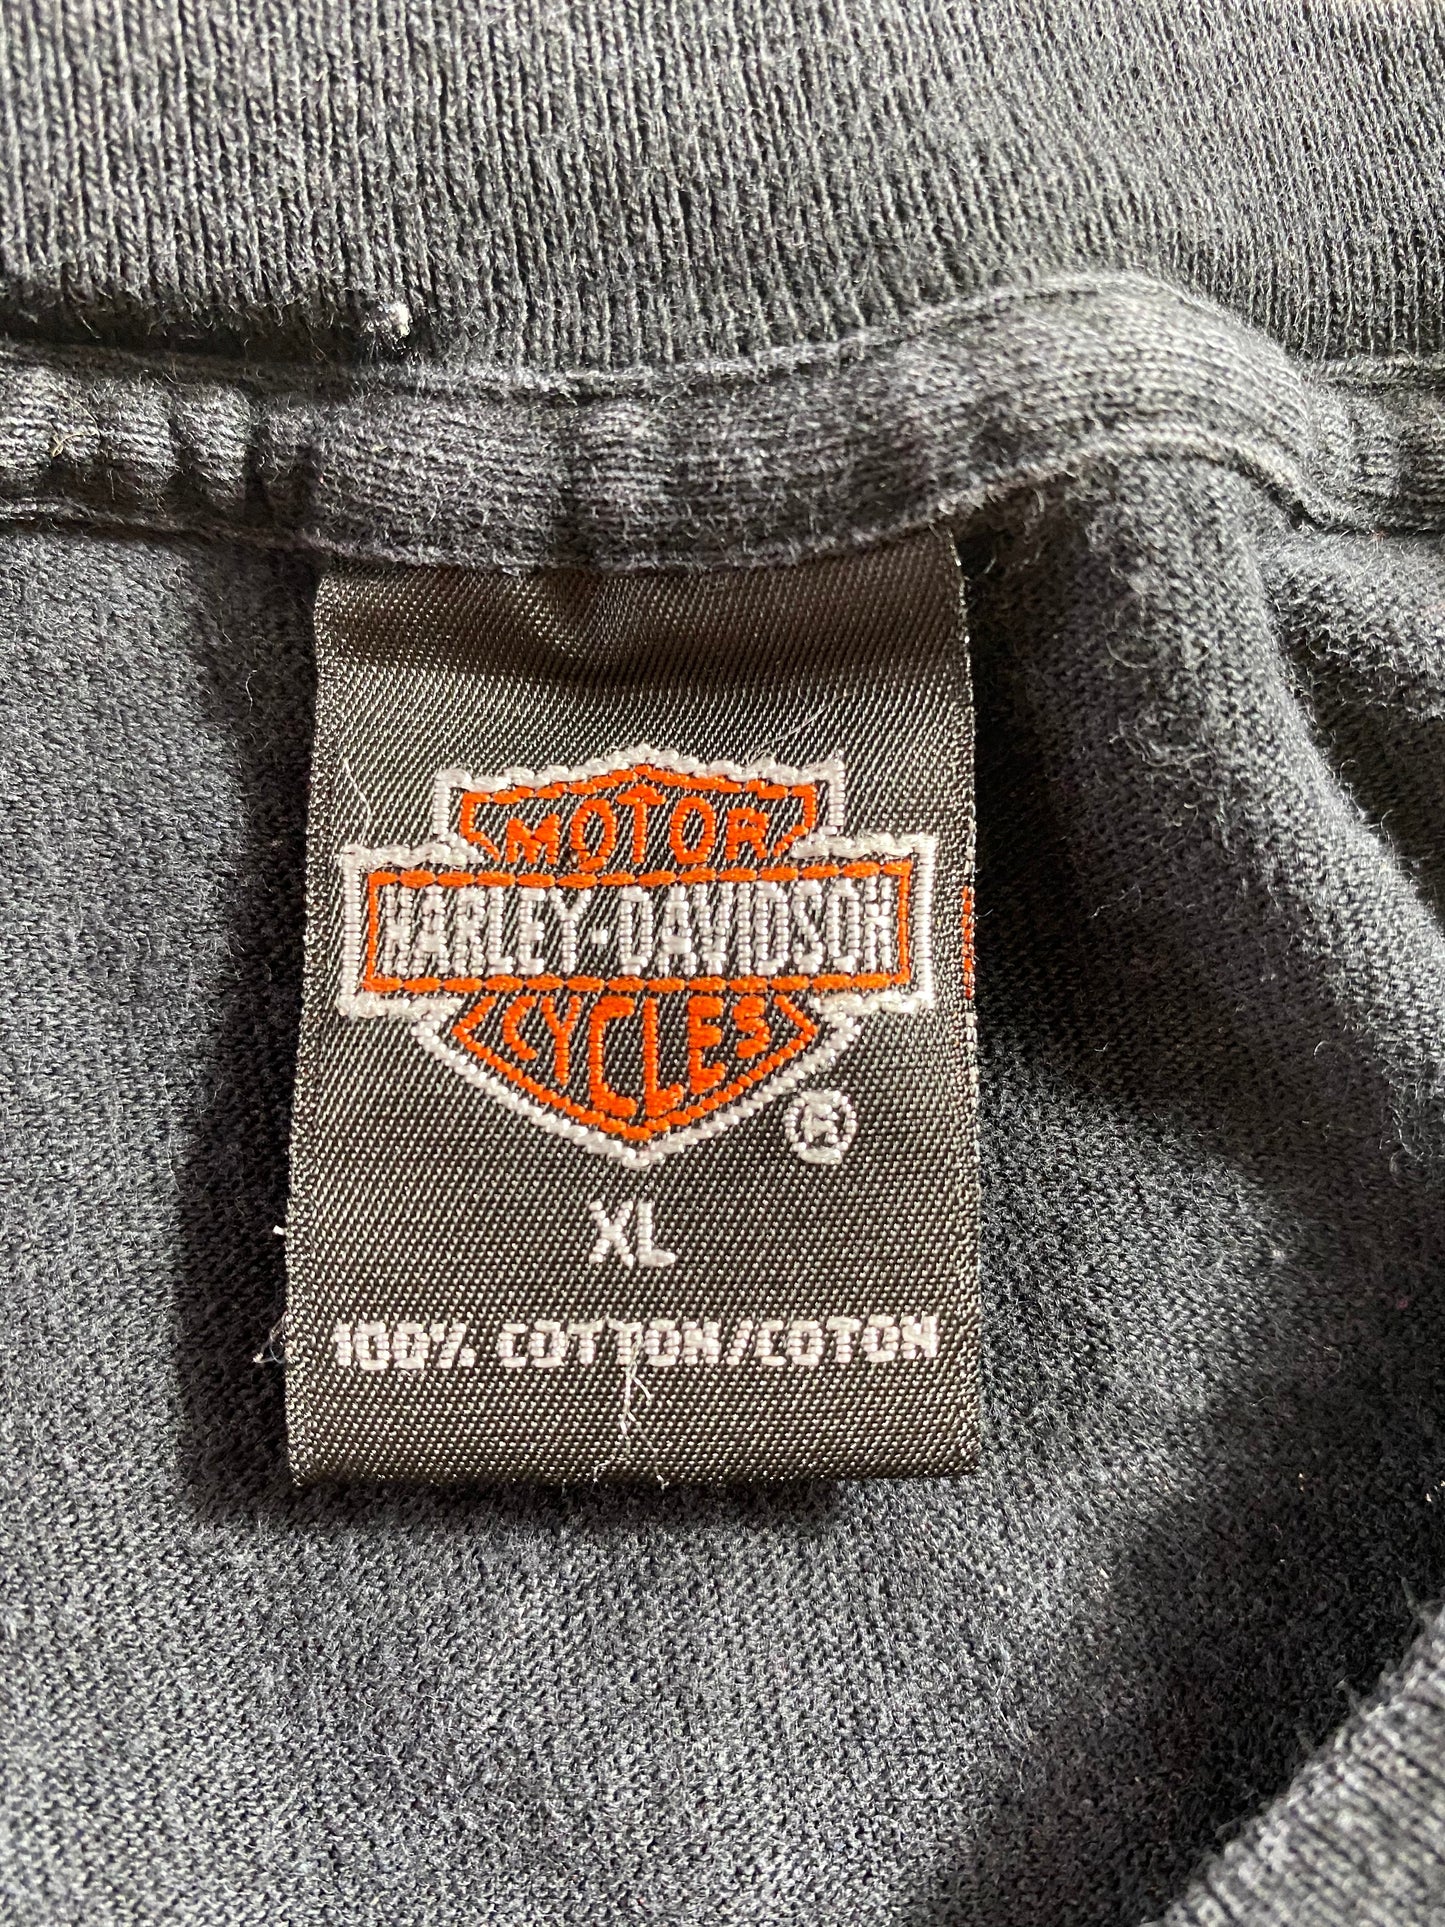 MOTOR
HARLEY-DAVIDSON
CYCLES
®
XL
100% COTTON/COTON